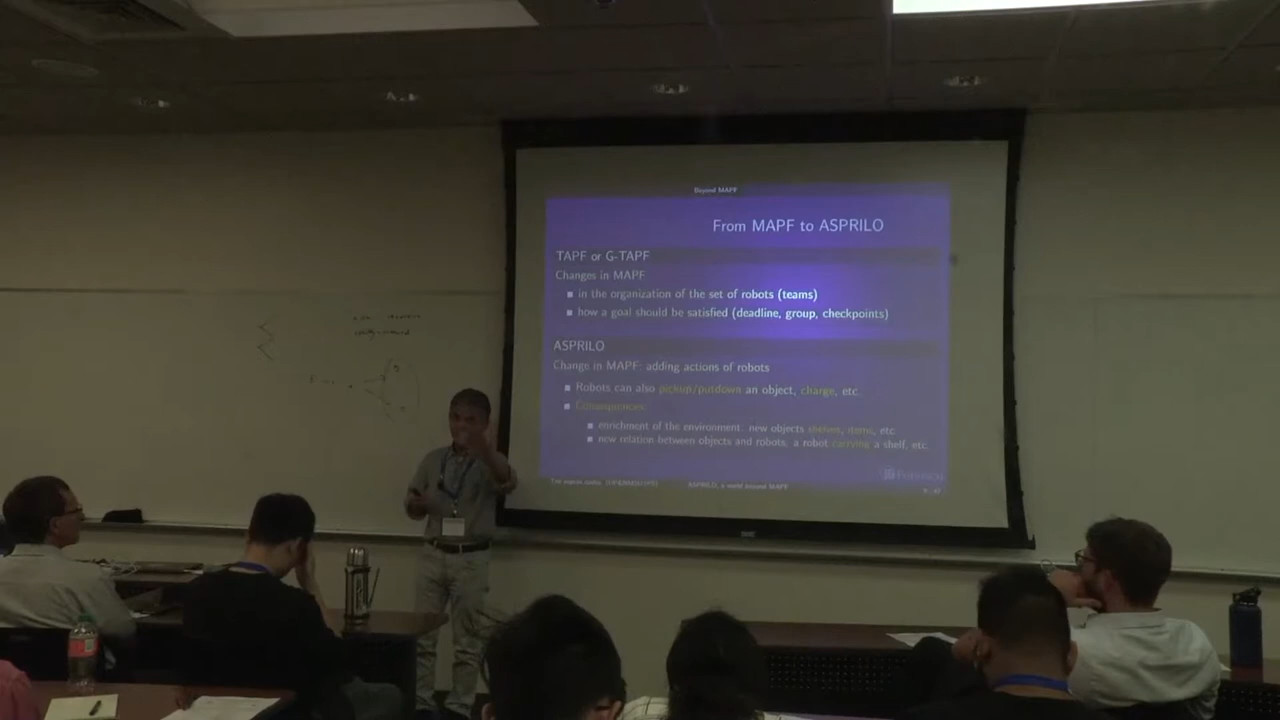 Beyond MAPF
From MAPF to ASPRILO
TAPF or G-TAPF
Changes in MAPF
in the organization of the set of robots (teams)
how a goal should be satisfied (deadline, group, checkpoints)
ASPRILO
Change in MAPF: adding actions of robots
Robots can also pickup/putdown an object, charge, etc.
Consequences:
enrichment of the environment: new objects shelves, items, etc.
new relation between objects and robots, a robot carrying a shelf, etc.
ASPRILO, a world beyond MAPF